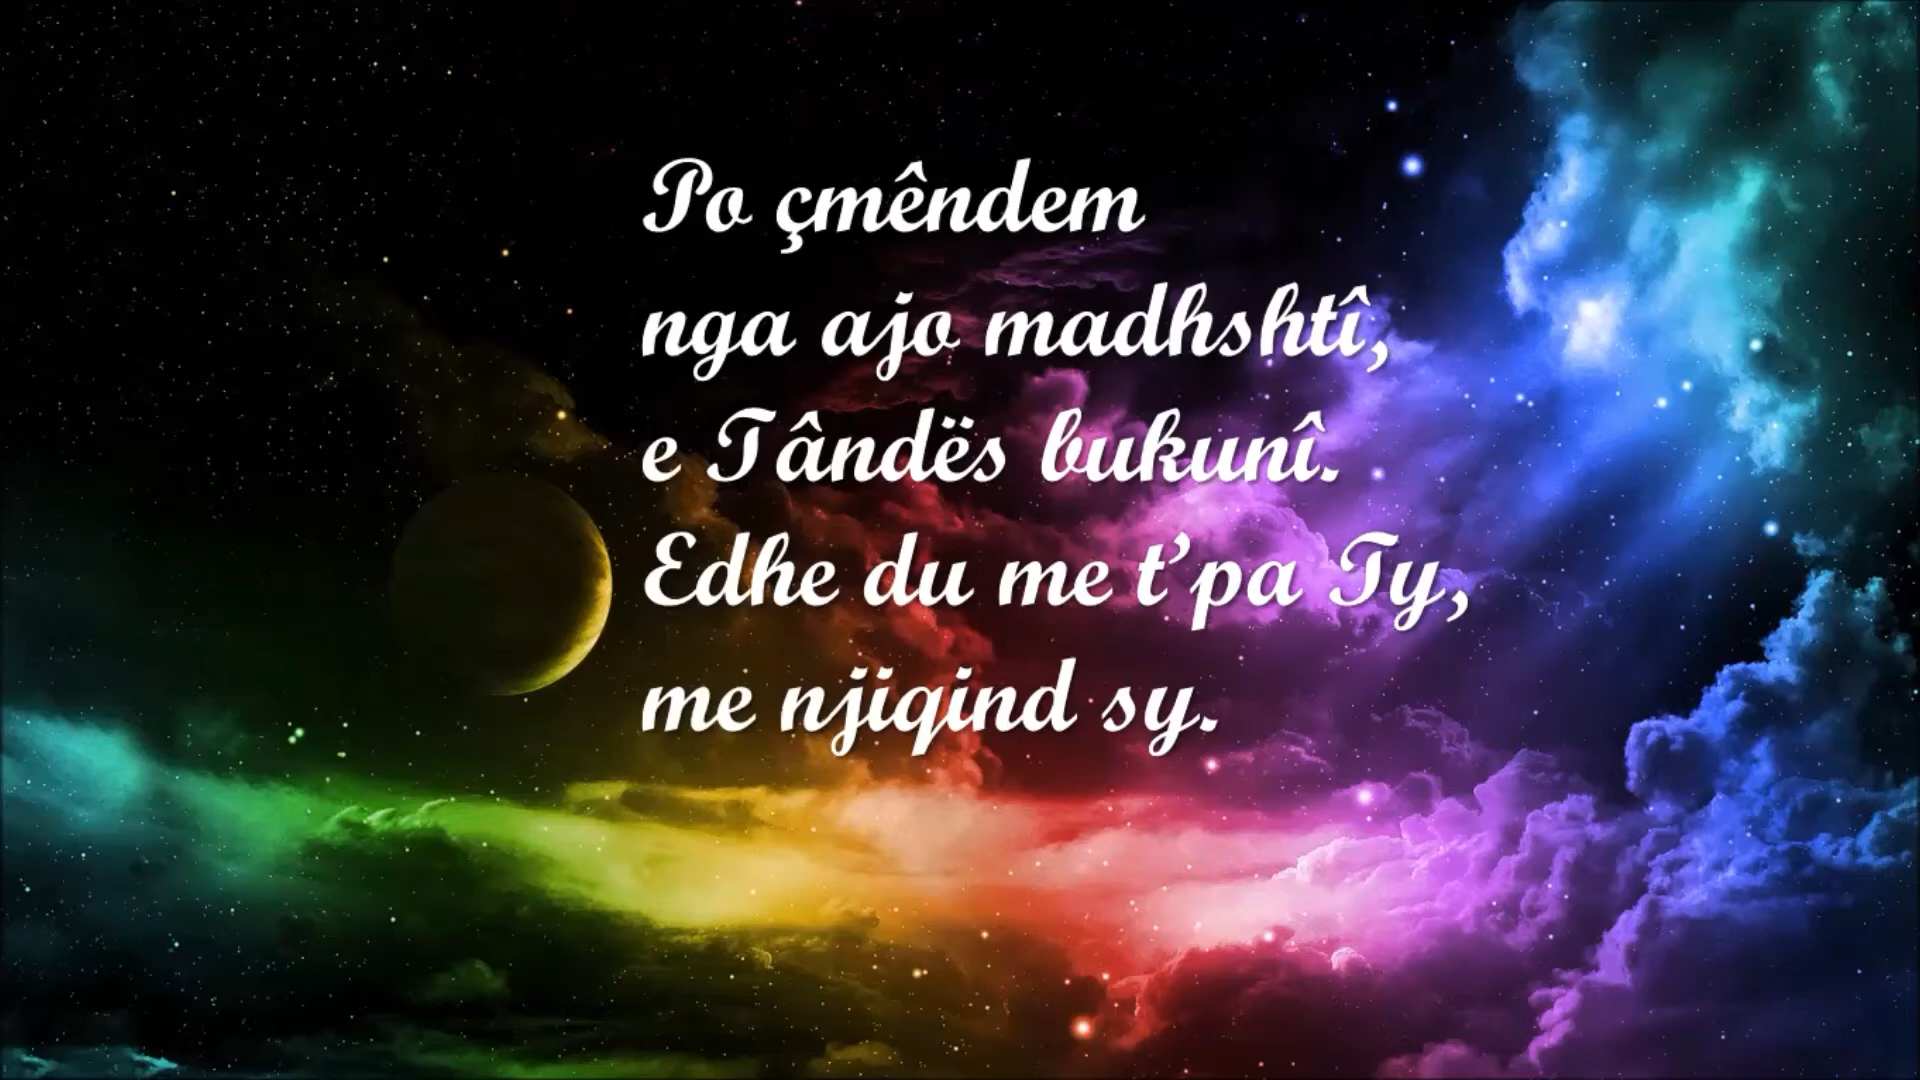 Po çmêndem
nga ajo madhshtî,
e Tândës bukunî.
Edhe du me t’pa Ty,
me njiqind sy.